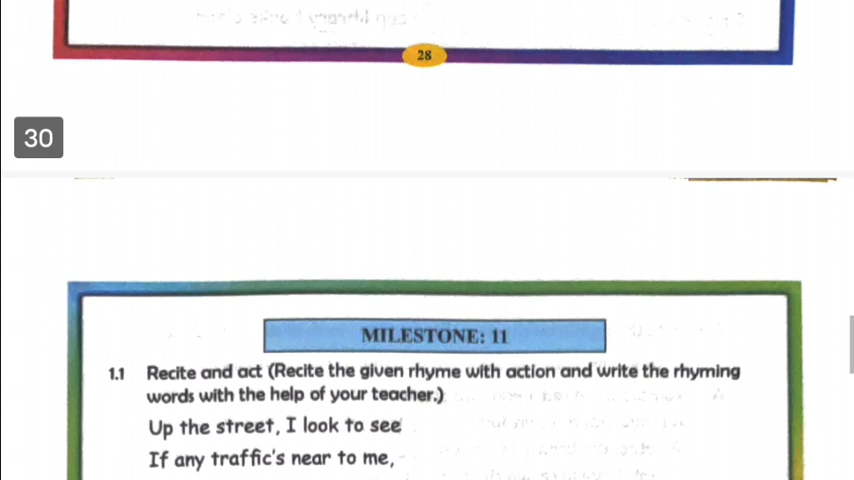 28
30
MILESTONE: 11
1.1 Recite and act (Recite the given rhyme with action and write the rhyming
words with the help of your teacher.)
Up the street, I look to see
If any traffic's near to me,